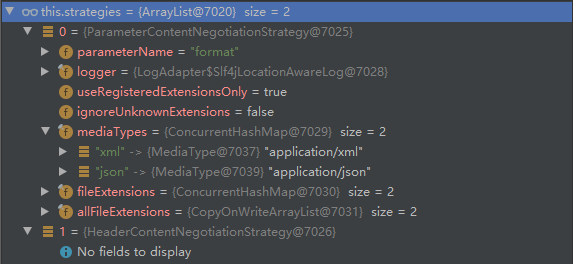 this.strategies = {ArrayList@7020} size = 2
0 = {ParameterContentNegotiationStrategy@7025}
parameterName = "format"
logger = {LogAdapter$Slf4jLocationAwareLog@7028}
useRegisteredExtensionsOnly = true
ignoreUnknownExtensions = false
mediaTypes = {ConcurrentHashMap@7029} size = 2
"xml" -> {MediaType@7037} "application/xml"
"json" -> {MediaType@7039} "application/json"
fileExtensions = {ConcurrentHashMap@7030} size = 2
allFileExtensions = {CopyOnWriteArrayList@7031} size = 2
1 = {HeaderContentNegotiationStrategy@7026}
No fields to display